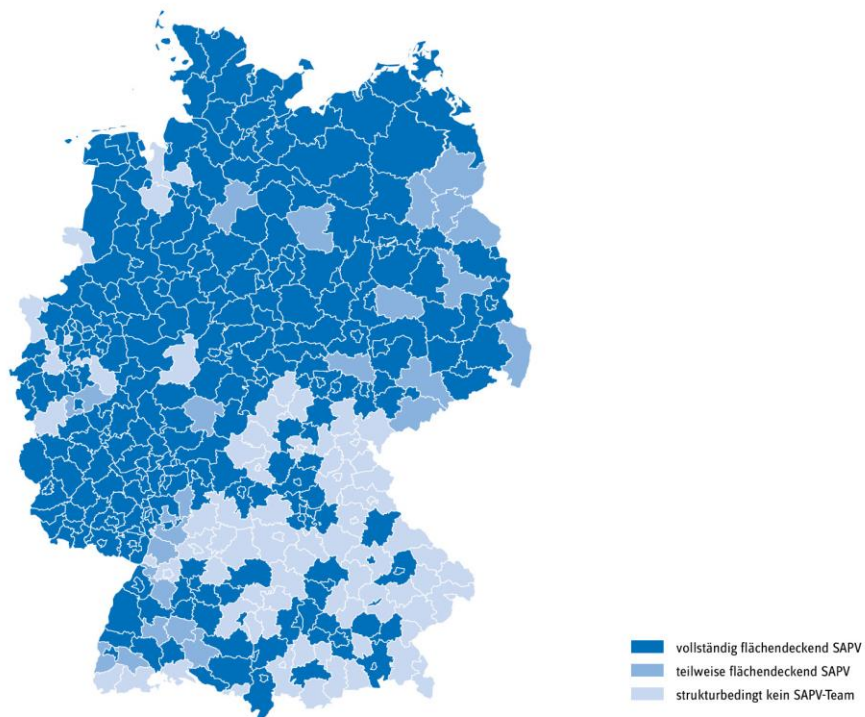 vollständig flächendeckend SAPV
teilweise flächendeckend SAPV
strukturbedingt kein SAPV-Team